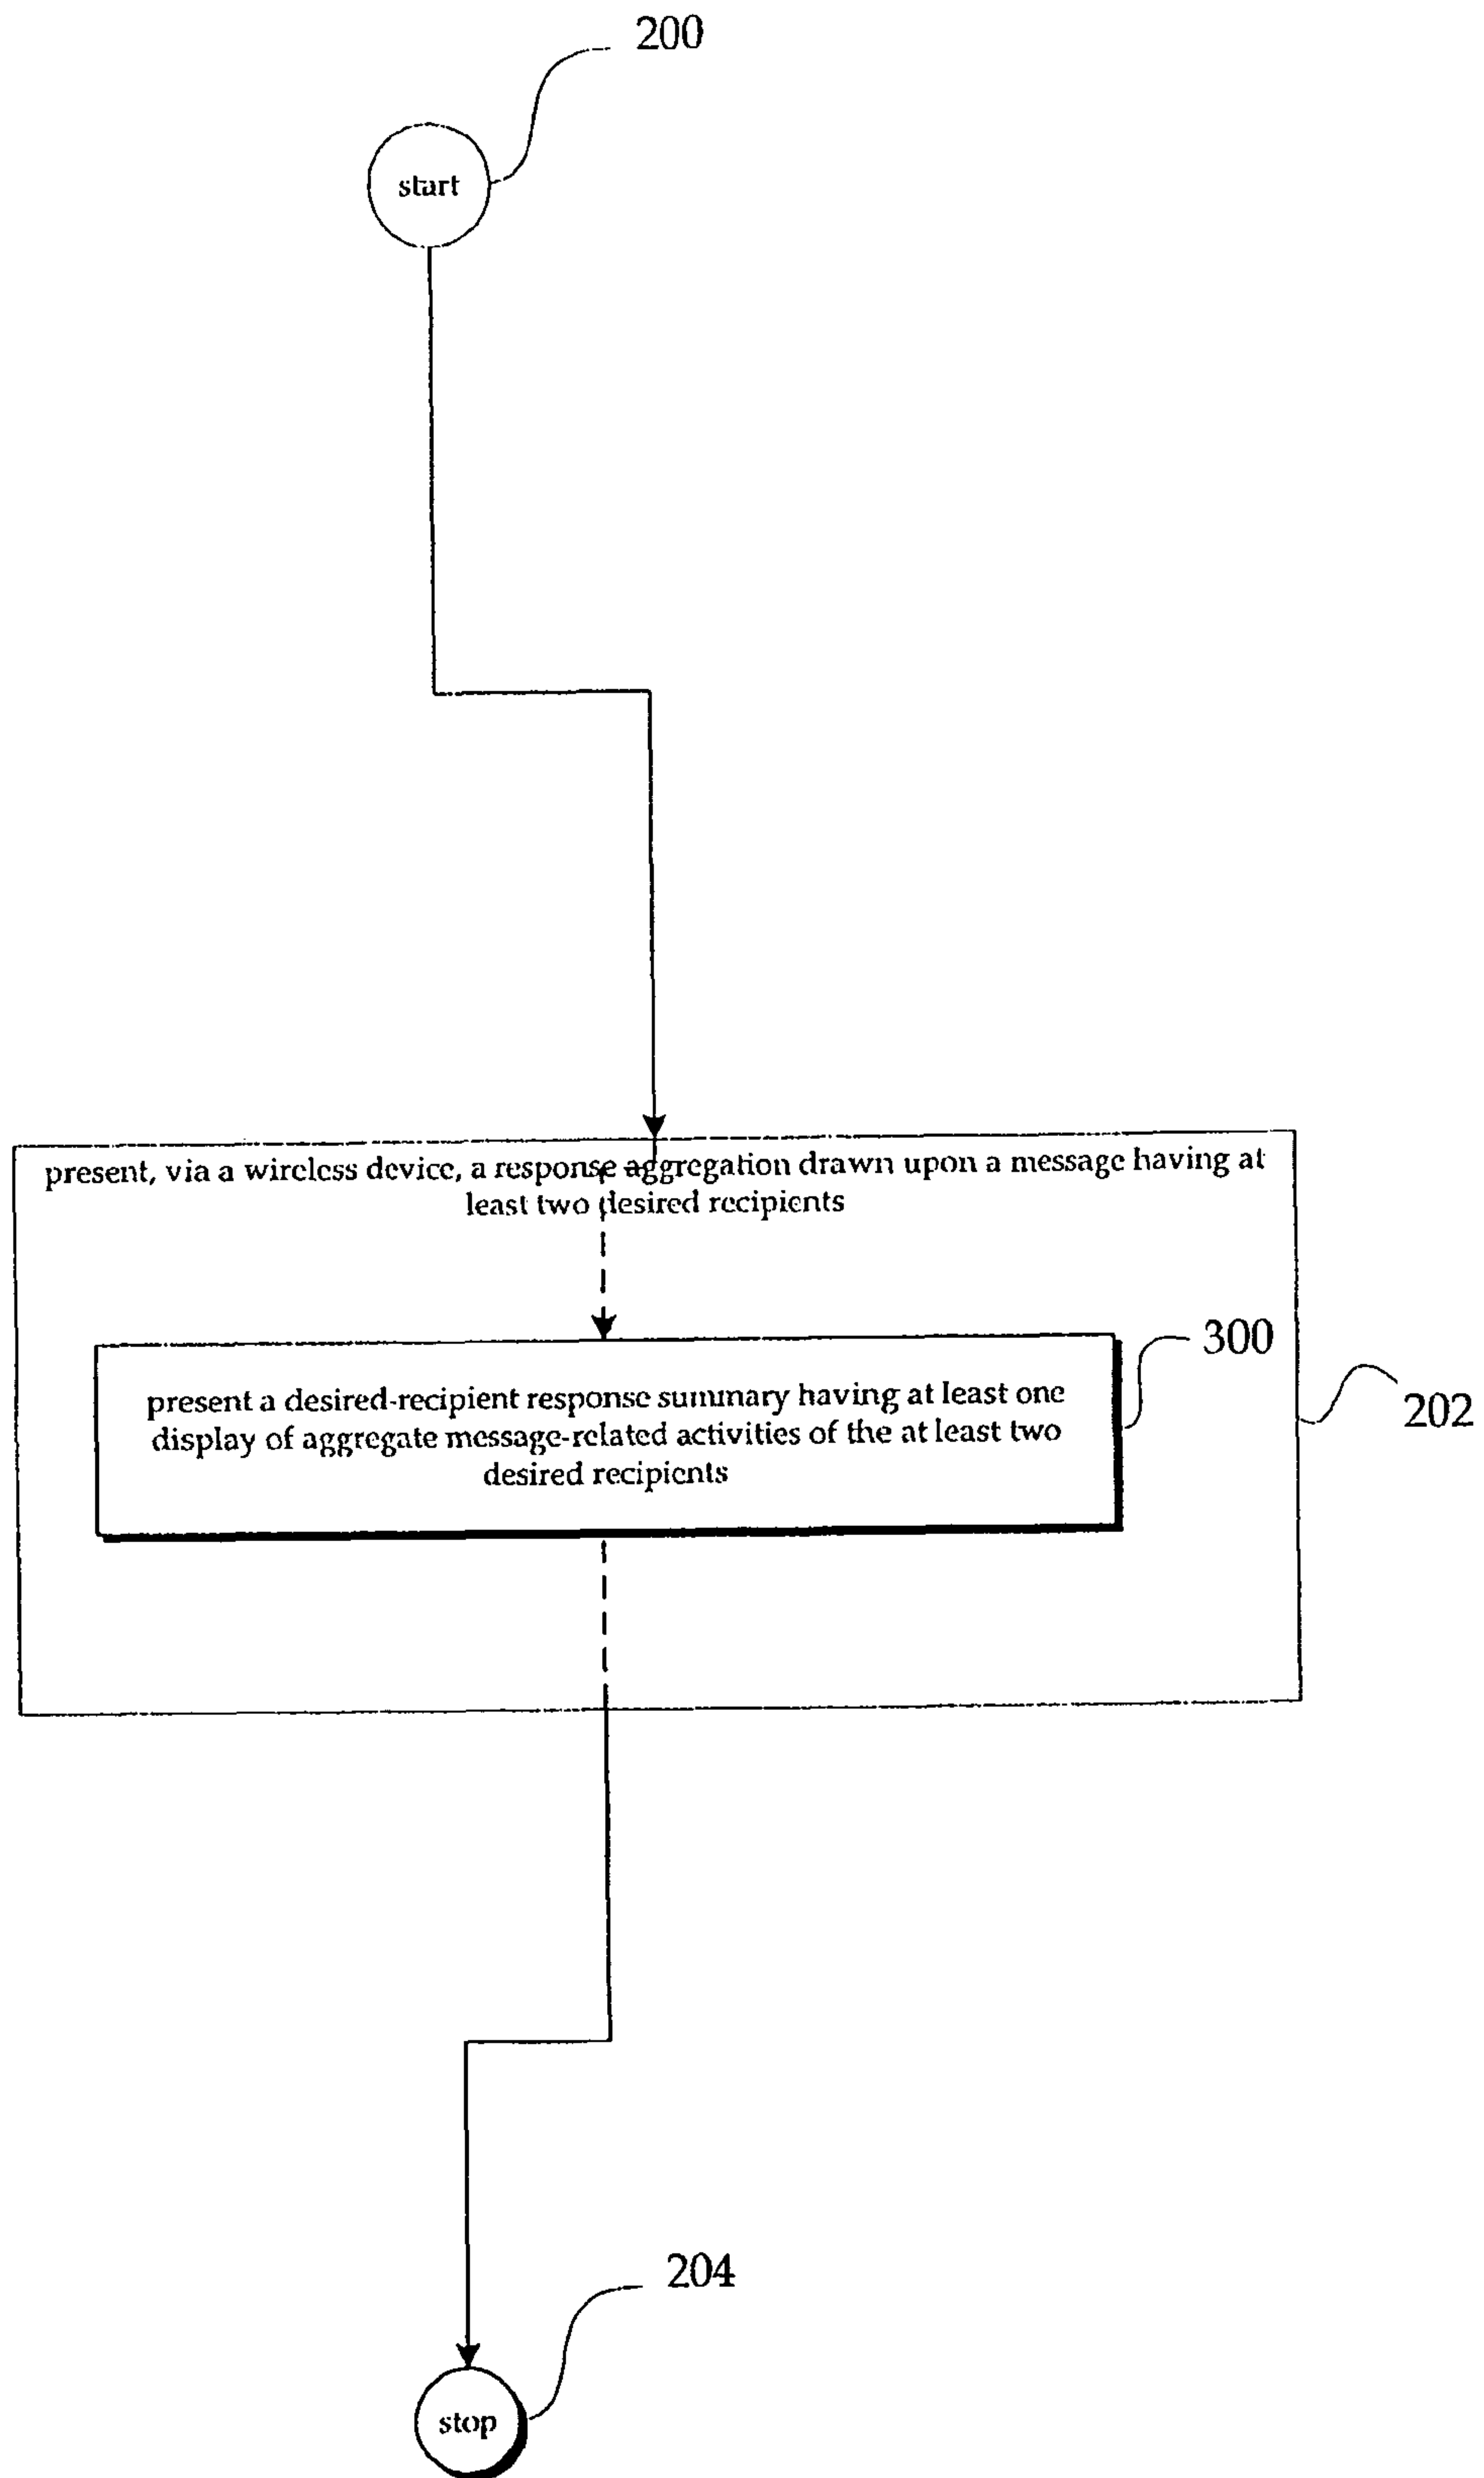 200
start
present, via a wireless device, a response aggregation drawn upon a message having at
least two desired recipients
300
present a desired-recipient response summary having at least one
display of aggregate message-related activities of the at least two
desired recipients
202
204
stop